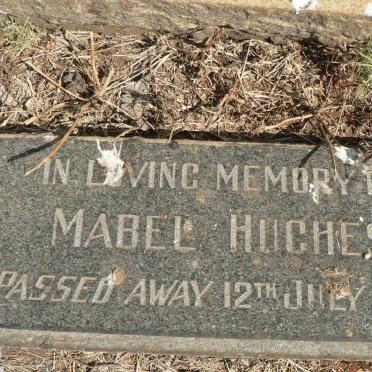 IN LOVING MEMORY
MABEL HUGHES
PASSED AWAY 12TH JULY